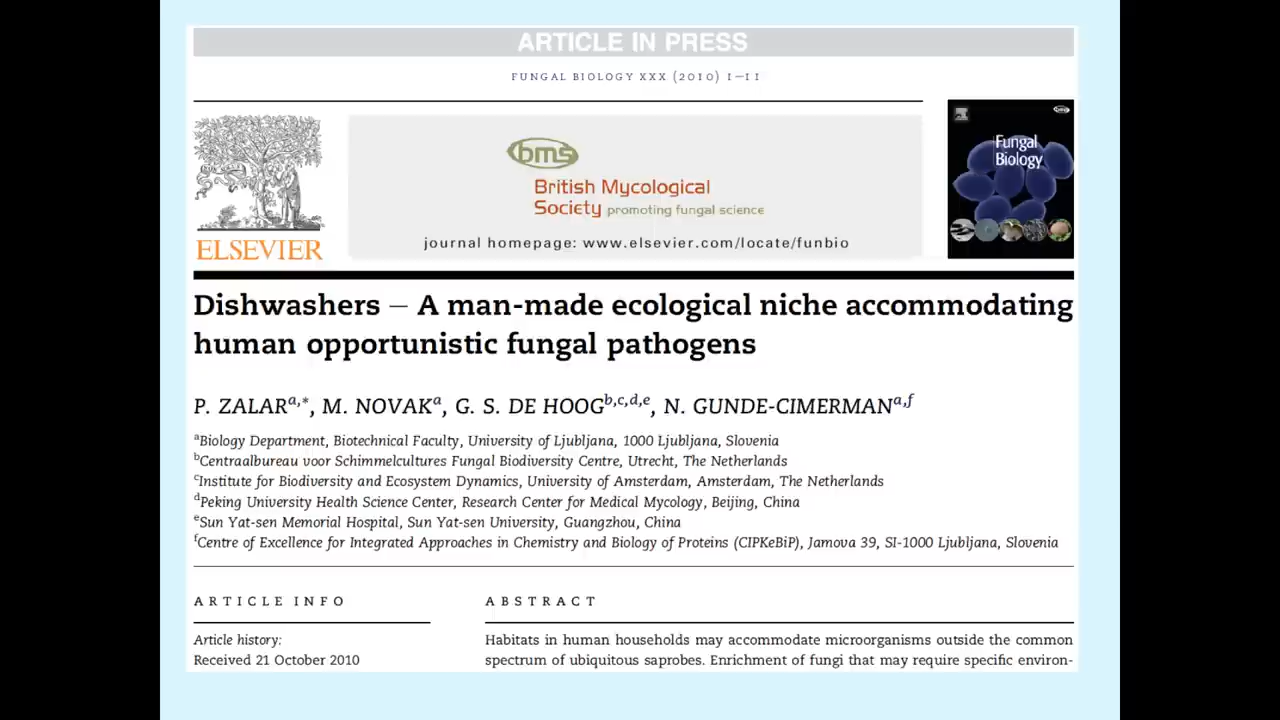 ARTICLE IN PRESS
FUNGAL BIOLOGY XXX (2010) 1–11
bms
British Mycological
Society promoting fungal science
journal homepage: www.elsevier.com/locate/funbio
ELSEVIER
bms
Fungal
Biology
Dishwashers – A man-made ecological niche accommodating
human opportunistic fungal pathogens
P. ZALARa,*, M. NOVAKa, G. S. DE HOOGb,c,d,e, N. GUNDE-CIMERMANa,f
aBiology Department, Biotechnical Faculty, University of Ljubljana, 1000 Ljubljana, Slovenia
bCentraalbureau voor Schimmelcultures Fungal Biodiversity Centre, Utrecht, The Netherlands
cInstitute for Biodiversity and Ecosystem Dynamics, University of Amsterdam, Amsterdam, The Netherlands
dPeking University Health Science Center, Research Center for Medical Mycology, Beijing, China
eSun Yat-sen Memorial Hospital, Sun Yat-sen University, Guangzhou, China
fCentre of Excellence for Integrated Approaches in Chemistry and Biology of Proteins (CIPKeBiP), Jamova 39, SI-1000 Ljubljana, Slovenia
ARTICLE INFO
Article history:
Received 21 October 2010
ABSTRACT
Habitats in human households may accommodate microorganisms outside the common
spectrum of ubiquitous saprobes. Enrichment of fungi that may require specific environ-